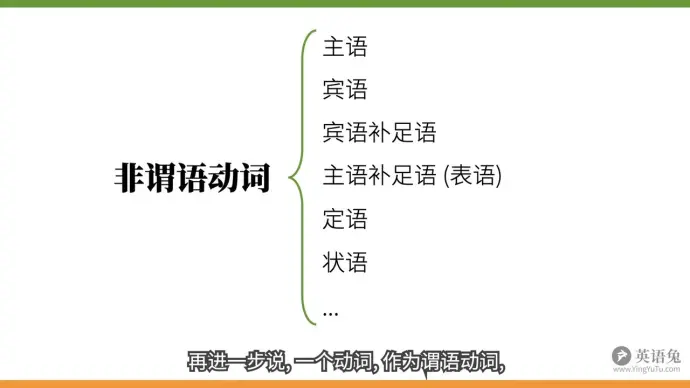 主语
宾语
宾语补足语
非谓语动词
主语补足语 (表语)
定语
状语
...
再进一步说, 一个动词, 作为谓语动词,
英语兔
www.YingYuTu.com